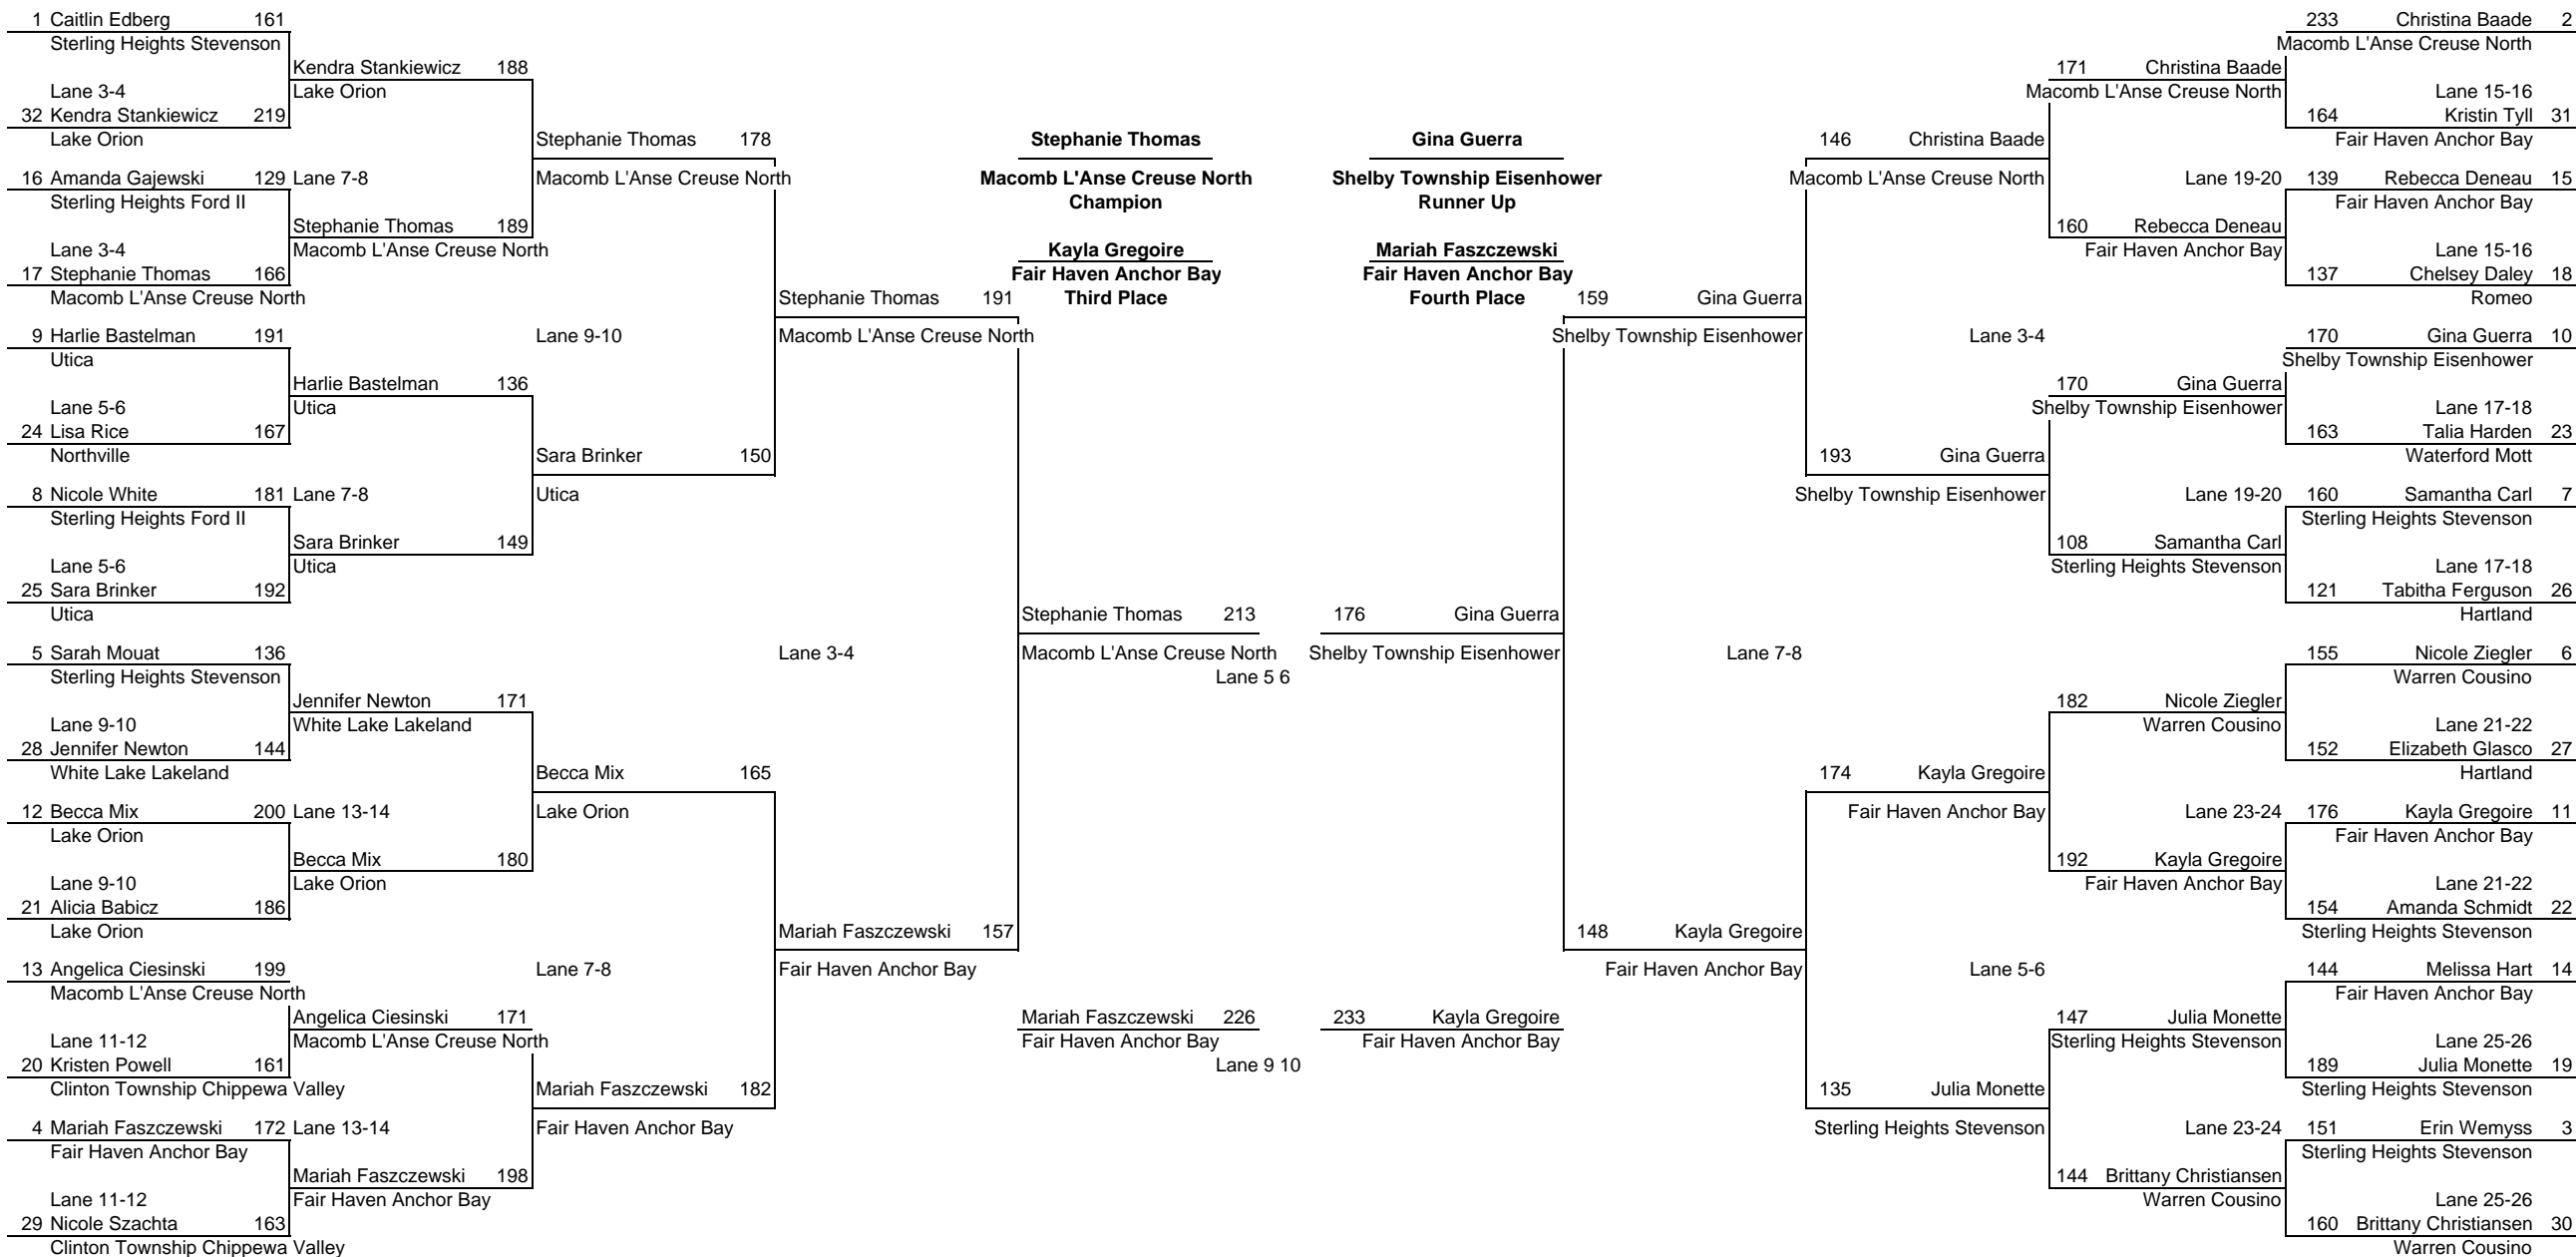 1 Caitlin Edberg 161
Sterling Heights Stevenson
Lane 3-4
32 Kendra Stankiewicz 219
Lake Orion
16 Amanda Gajewski 129
Sterling Heights Ford II
Lane 3-4
17 Stephanie Thomas 166
Macomb L'Anse Creuse North
9 Harlie Bastelman 191
Utica
Lane 5-6
24 Lisa Rice 167
Northville
8 Nicole White 181
Sterling Heights Ford II
Lane 5-6
25 Sara Brinker 192
Utica
5 Sarah Mouat 136
Sterling Heights Stevenson
Lane 9-10
28 Jennifer Newton 144
White Lake Lakeland
12 Becca Mix 200
Lake Orion
Lane 9-10
21 Alicia Babicz 186
Lake Orion
13 Angelica Ciesinski 199
Macomb L'Anse Creuse North
Lane 11-12
20 Kristen Powell 161
Clinton Township Chippewa Valley
4 Mariah Faszczewski 172
Fair Haven Anchor Bay
Lane 11-12
29 Nicole Szachta 163
Clinton Township Chippewa Valley
Kendra Stankiewicz 188
Lake Orion
Lane 7-8
Stephanie Thomas 189
Macomb L'Anse Creuse North
Harlie Bastelman 136
Utica
Lane 7-8
Sara Brinker 149
Utica
Jennifer Newton 171
White Lake Lakeland
Lane 13-14
Becca Mix 180
Lake Orion
Angelica Ciesinski 171
Macomb L'Anse Creuse North
Lane 13-14
Mariah Faszczewski 198
Fair Haven Anchor Bay
Stephanie Thomas 178
Macomb L'Anse Creuse North
Lane 9-10
Sara Brinker 150
Utica
Becca Mix 165
Lake Orion
Lane 7-8
Mariah Faszczewski 182
Fair Haven Anchor Bay
Stephanie Thomas 191
Macomb L'Anse Creuse North
Lane 3-4
Mariah Faszczewski 157
Fair Haven Anchor Bay
Stephanie Thomas
Macomb L'Anse Creuse North
Champion
Kayla Gregoire
Fair Haven Anchor Bay
Third Place
Gina Guerra
Shelby Township Eisenhower
Runner Up
Mariah Faszczewski
Fair Haven Anchor Bay
Fourth Place
Stephanie Thomas 213
Macomb L'Anse Creuse North
176 Gina Guerra
Shelby Township Eisenhower
Lane 5 6
Mariah Faszczewski 226
Fair Haven Anchor Bay
233 Kayla Gregoire
Fair Haven Anchor Bay
Lane 9 10
159 Gina Guerra
Shelby Township Eisenhower
Lane 7-8
148 Kayla Gregoire
Fair Haven Anchor Bay
146 Christina Baade
Macomb L'Anse Creuse North
Lane 3-4
193 Gina Guerra
Shelby Township Eisenhower
174 Kayla Gregoire
Fair Haven Anchor Bay
Lane 5-6
135 Julia Monette
Sterling Heights Stevenson
171 Christina Baade
Macomb L'Anse Creuse North
Lane 19-20
160 Rebecca Deneau
Fair Haven Anchor Bay
170 Gina Guerra
Shelby Township Eisenhower
Lane 19-20
108 Samantha Carl
Sterling Heights Stevenson
182 Nicole Ziegler
Warren Cousino
Lane 23-24
192 Kayla Gregoire
Fair Haven Anchor Bay
147 Julia Monette
Sterling Heights Stevenson
Lane 23-24
144 Brittany Christiansen
Warren Cousino
233 Christina Baade 2
Macomb L'Anse Creuse North
Lane 15-16
164 Kristin Tyll 31
Fair Haven Anchor Bay
139 Rebecca Deneau 15
Fair Haven Anchor Bay
Lane 15-16
137 Chelsey Daley 18
Romeo
170 Gina Guerra 10
Shelby Township Eisenhower
Lane 17-18
163 Talia Harden 23
Waterford Mott
160 Samantha Carl 7
Sterling Heights Stevenson
Lane 17-18
121 Tabitha Ferguson 26
Hartland
155 Nicole Ziegler 6
Warren Cousino
Lane 21-22
152 Elizabeth Glasco 27
Hartland
176 Kayla Gregoire 11
Fair Haven Anchor Bay
Lane 21-22
154 Amanda Schmidt 22
Sterling Heights Stevenson
144 Melissa Hart 14
Fair Haven Anchor Bay
Lane 25-26
189 Julia Monette 19
Sterling Heights Stevenson
151 Erin Wemyss 3
Sterling Heights Stevenson
Lane 25-26
160 Brittany Christiansen 30
Warren Cousino